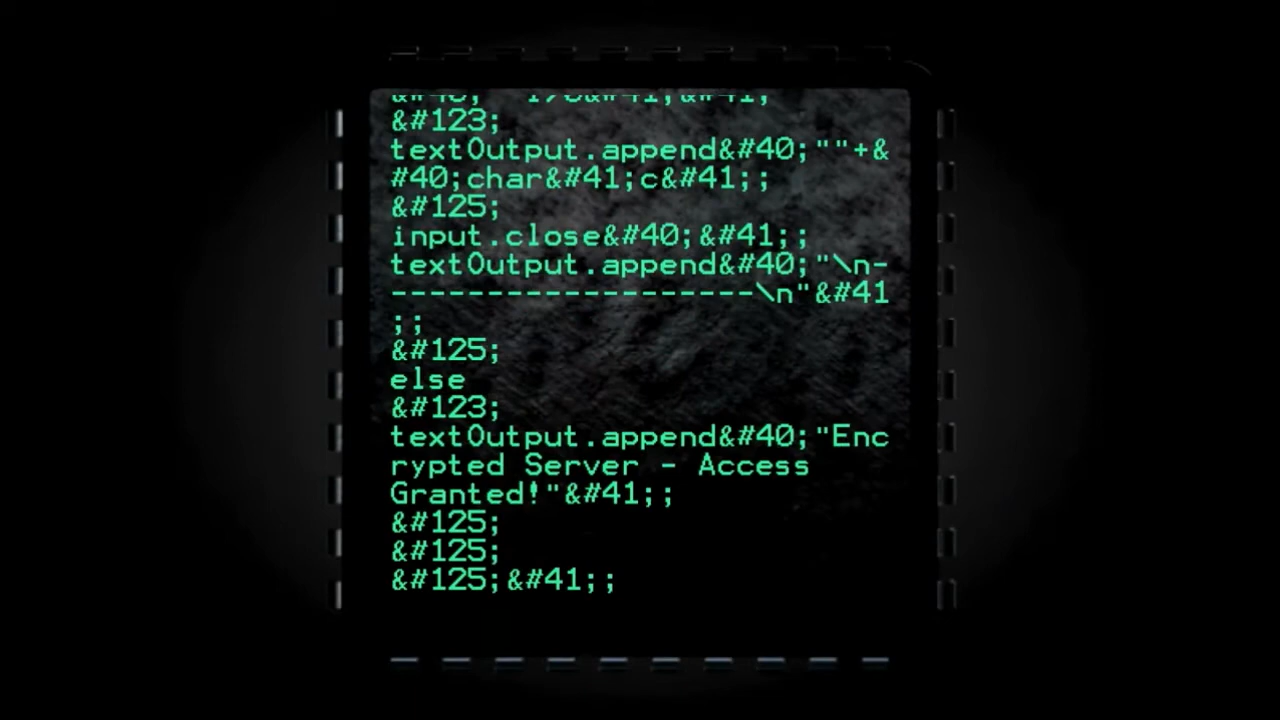 &#123;
textOutput.append&#40;""+&
#40;char&#41;c&#41;;
&#125;
input.close&#40;&#41;;
textOutput.append&#40;"\n-
-------------------\n"&#41
;;
&#125;
else
&#123;
textOutput.append&#40;"Enc
rypted Server - Access
Granted!"&#41;;
&#125;
&#125;
&#125;&#41;;